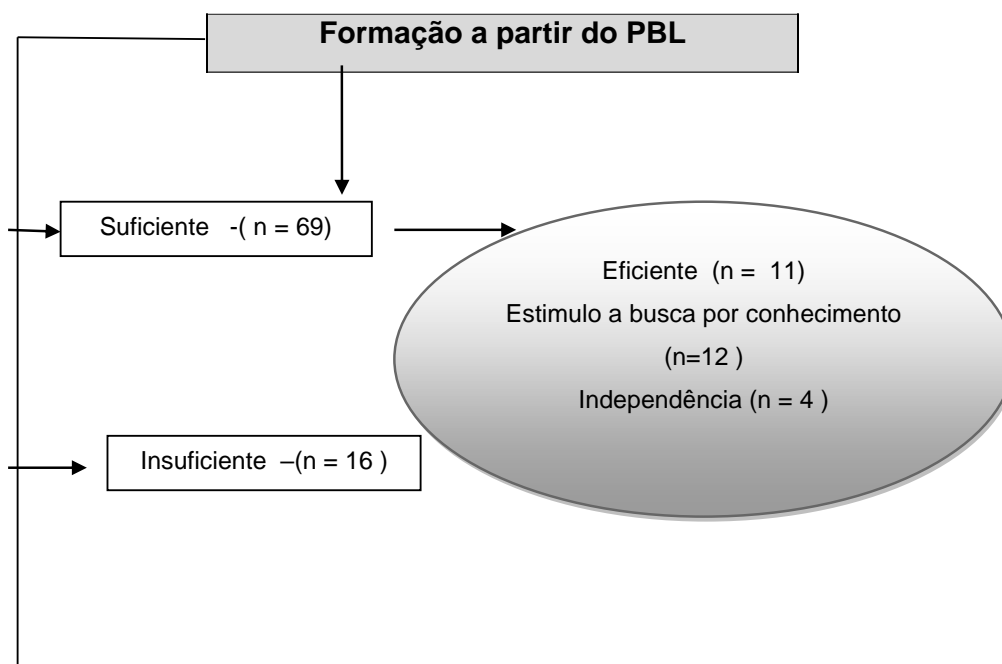 Formação a partir do PBL
Suficiente -( n = 69)
Eficiente (n = 11)
Estimulo a busca por conhecimento
(n=12 )
Independência (n = 4 )
Insuficiente –(n = 16 )